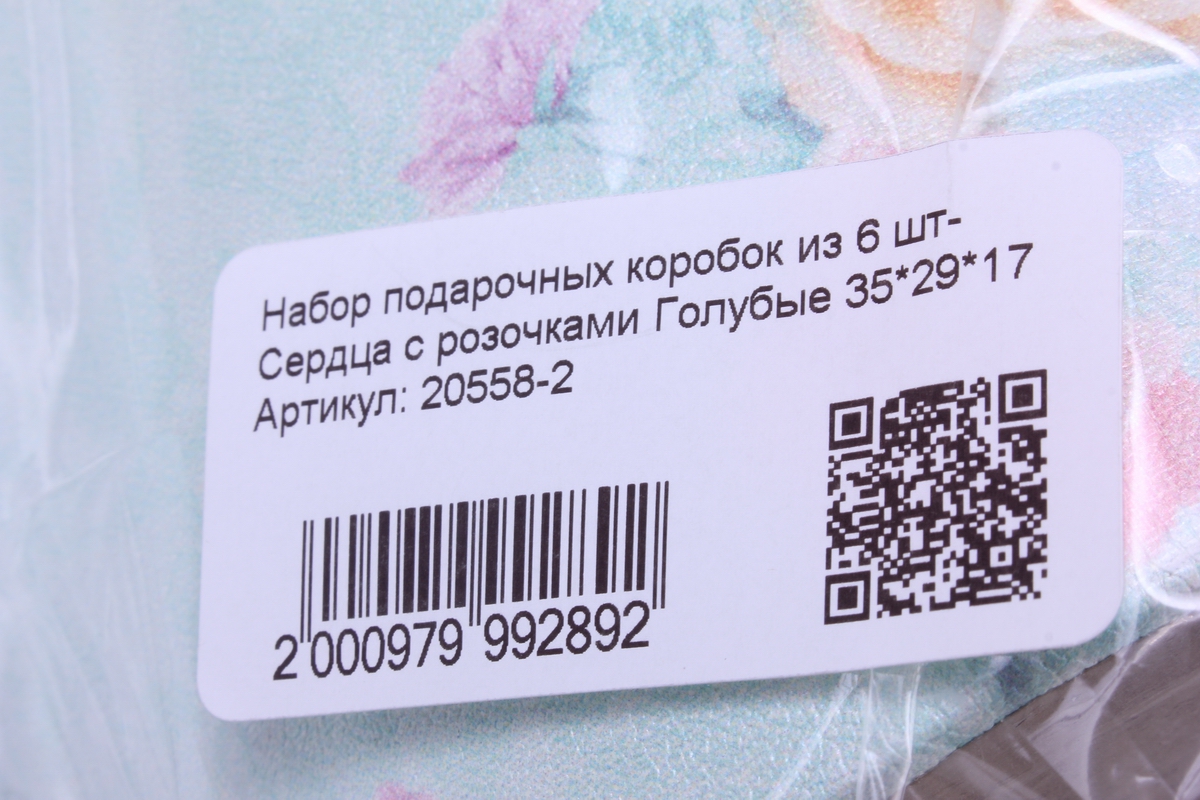 Набор подарочных коробок из 6 шт-
Сердца с розочками Голубые 35*29*17
Артикул: 20558-2
2 000979 992892